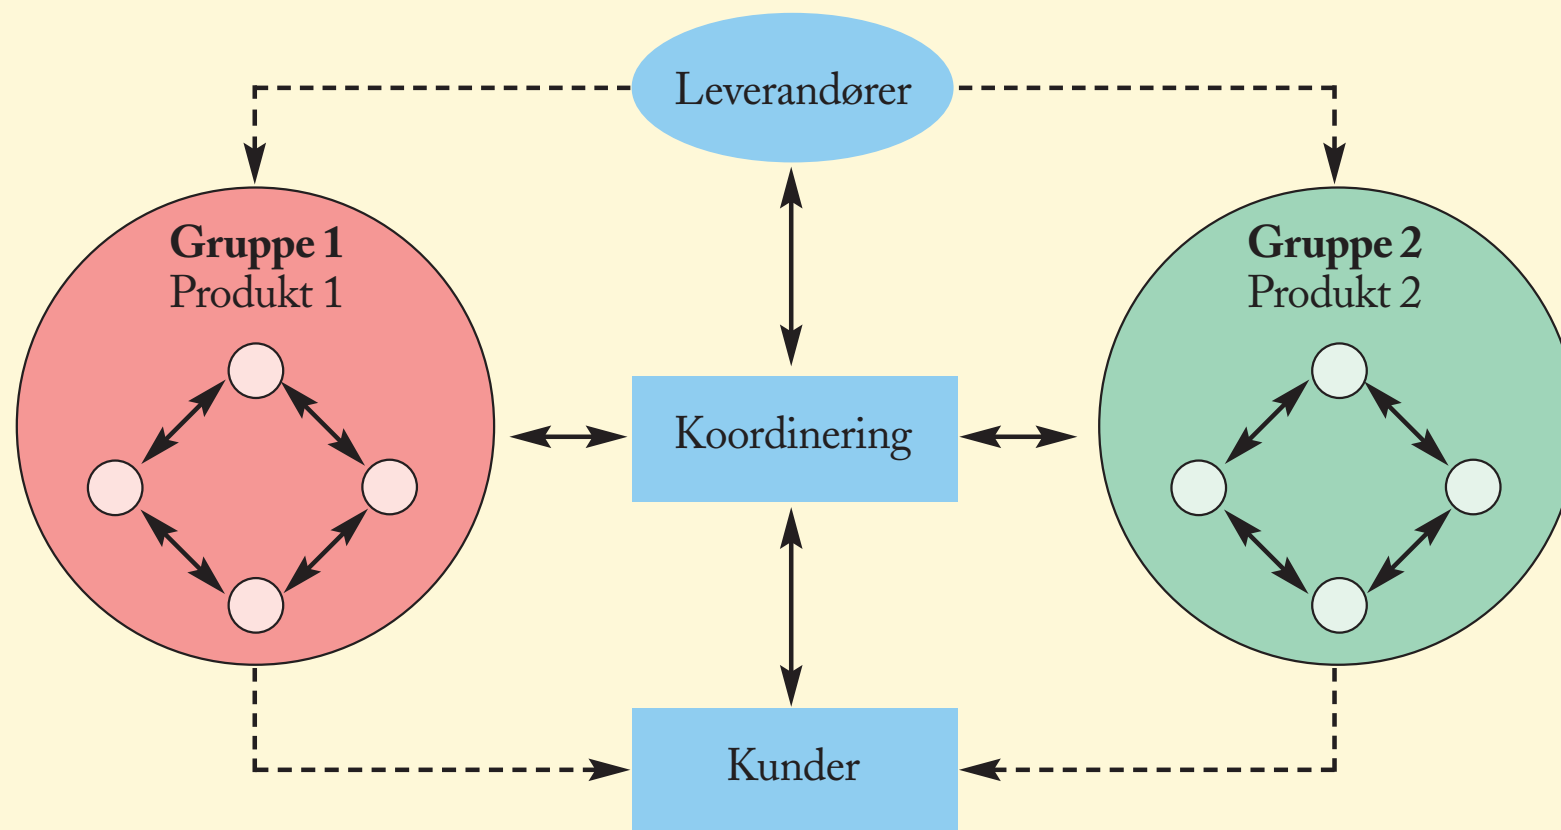 Leverandører
Gruppe 1
Produkt 1
Gruppe 2
Produkt 2
Koordinering
Kunder